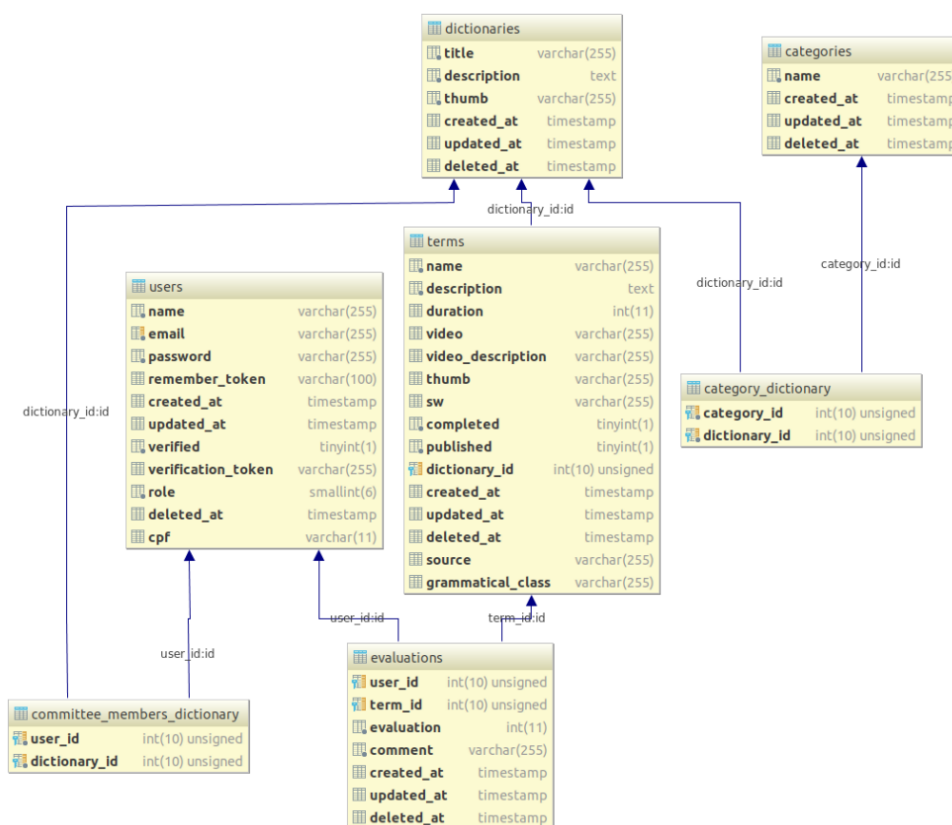 dictionaries
title varchar(255)
description text
thumb varchar(255)
created_at timestamp
updated_at timestamp
deleted_at timestamp
categories
name varchar(255)
created_at timestamp
updated_at timestamp
deleted_at timestamp
dictionary_id:id
terms
name varchar(255)
description text
duration int(11)
video varchar(255)
video_description varchar(255)
thumb varchar(255)
sw varchar(255)
completed tinyint(1)
published tinyint(1)
dictionary_id int(10) unsigned
created_at timestamp
updated_at timestamp
deleted_at timestamp
source varchar(255)
grammatical_class varchar(255)
dictionary_id:id
category_id:id
users
name varchar(255)
email varchar(255)
password varchar(255)
remember_token varchar(100)
created_at timestamp
updated_at timestamp
verified tinyint(1)
verification_token varchar(255)
role smallint(6)
deleted_at timestamp
cpf varchar(11)
category_dictionary
category_id int(10) unsigned
dictionary_id int(10) unsigned
dictionary_id:id
user_id:id
term_id:id
user_id:id
evaluations
user_id int(10) unsigned
term_id int(10) unsigned
evaluation int(11)
comment varchar(255)
created_at timestamp
updated_at timestamp
deleted_at timestamp
committee_members_dictionary
user_id int(10) unsigned
dictionary_id int(10) unsigned